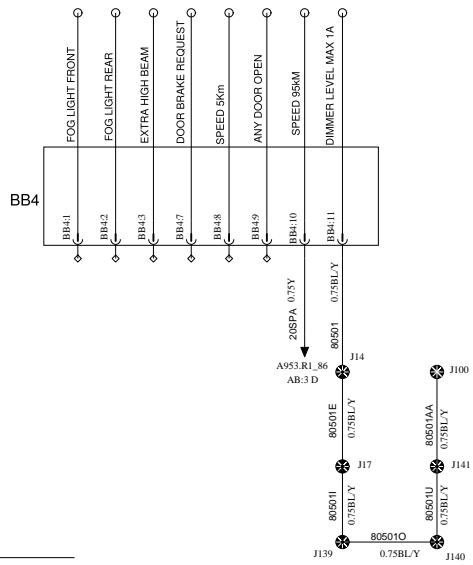 FOG LIGHT FRONT
FOG LIGHT REAR
EXTRA HIGH BEAM
DOOR BRAKE REQUEST
SPEED 5Km
ANY DOOR OPEN
SPEED 95kM
DIMMER LEVEL MAX 1A
BB4
BB4:1
BB4:2
BB4:3
BB4:7
BB4:8
BB4:9
BB4:10
BB4:11
20SPA 0.75Y
80501 0.75BL/Y
A953.R1_86
AB:3 D
J14
J100
80501E 0.75BL/Y
80501AA 0.75BL/Y
J17
J141
80501I 0.75BL/Y
80501U 0.75BL/Y
80501O
J139
0.75BL/Y
J140